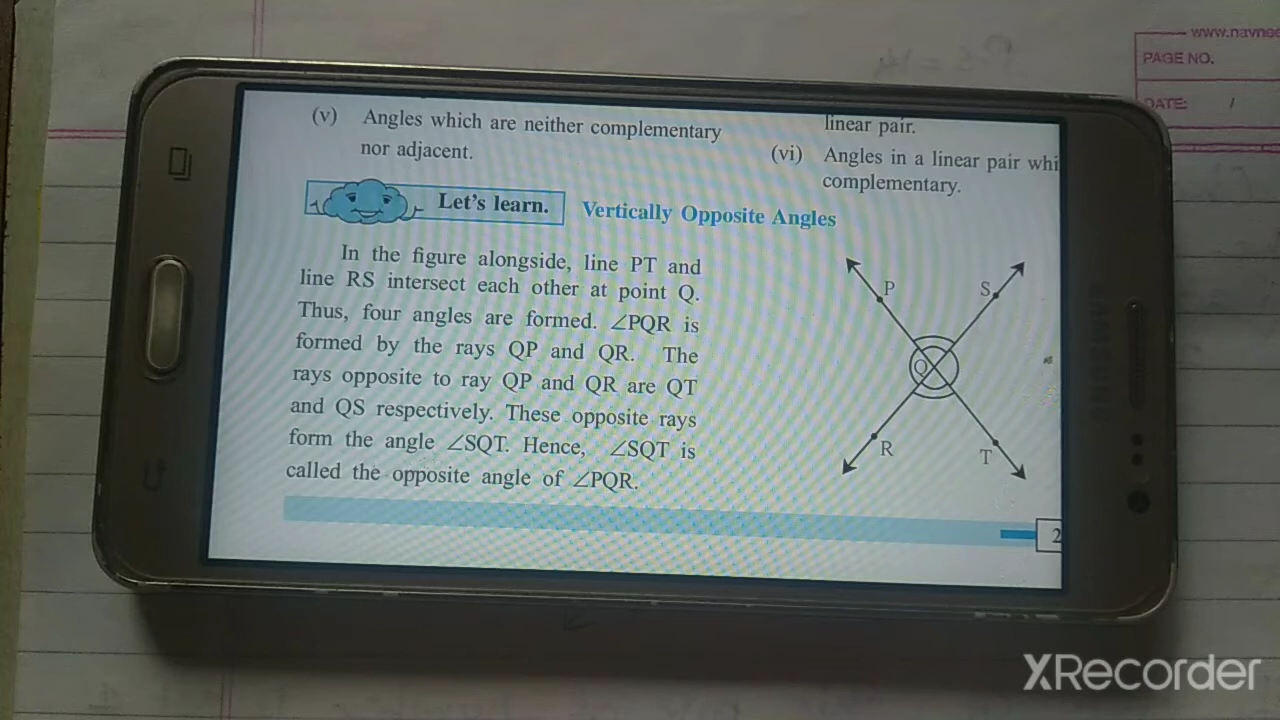 www.navnee
PAGE NO.
DATE: /
(v) Angles which are neither complementary
nor adjacent.
linear pair.
(vi) Angles in a linear pair whi
complementary.
Let's learn. Vertically Opposite Angles
In the figure alongside, line PT and
line RS intersect each other at point Q.
Thus, four angles are formed. ∠PQR is
formed by the rays QP and QR. The
rays opposite to ray QP and QR are QT
and QS respectively. These opposite rays
form the angle ∠SQT. Hence, ∠SQT is
called the opposite angle of ∠PQR.
P S
Q
R T
2
XRecorder